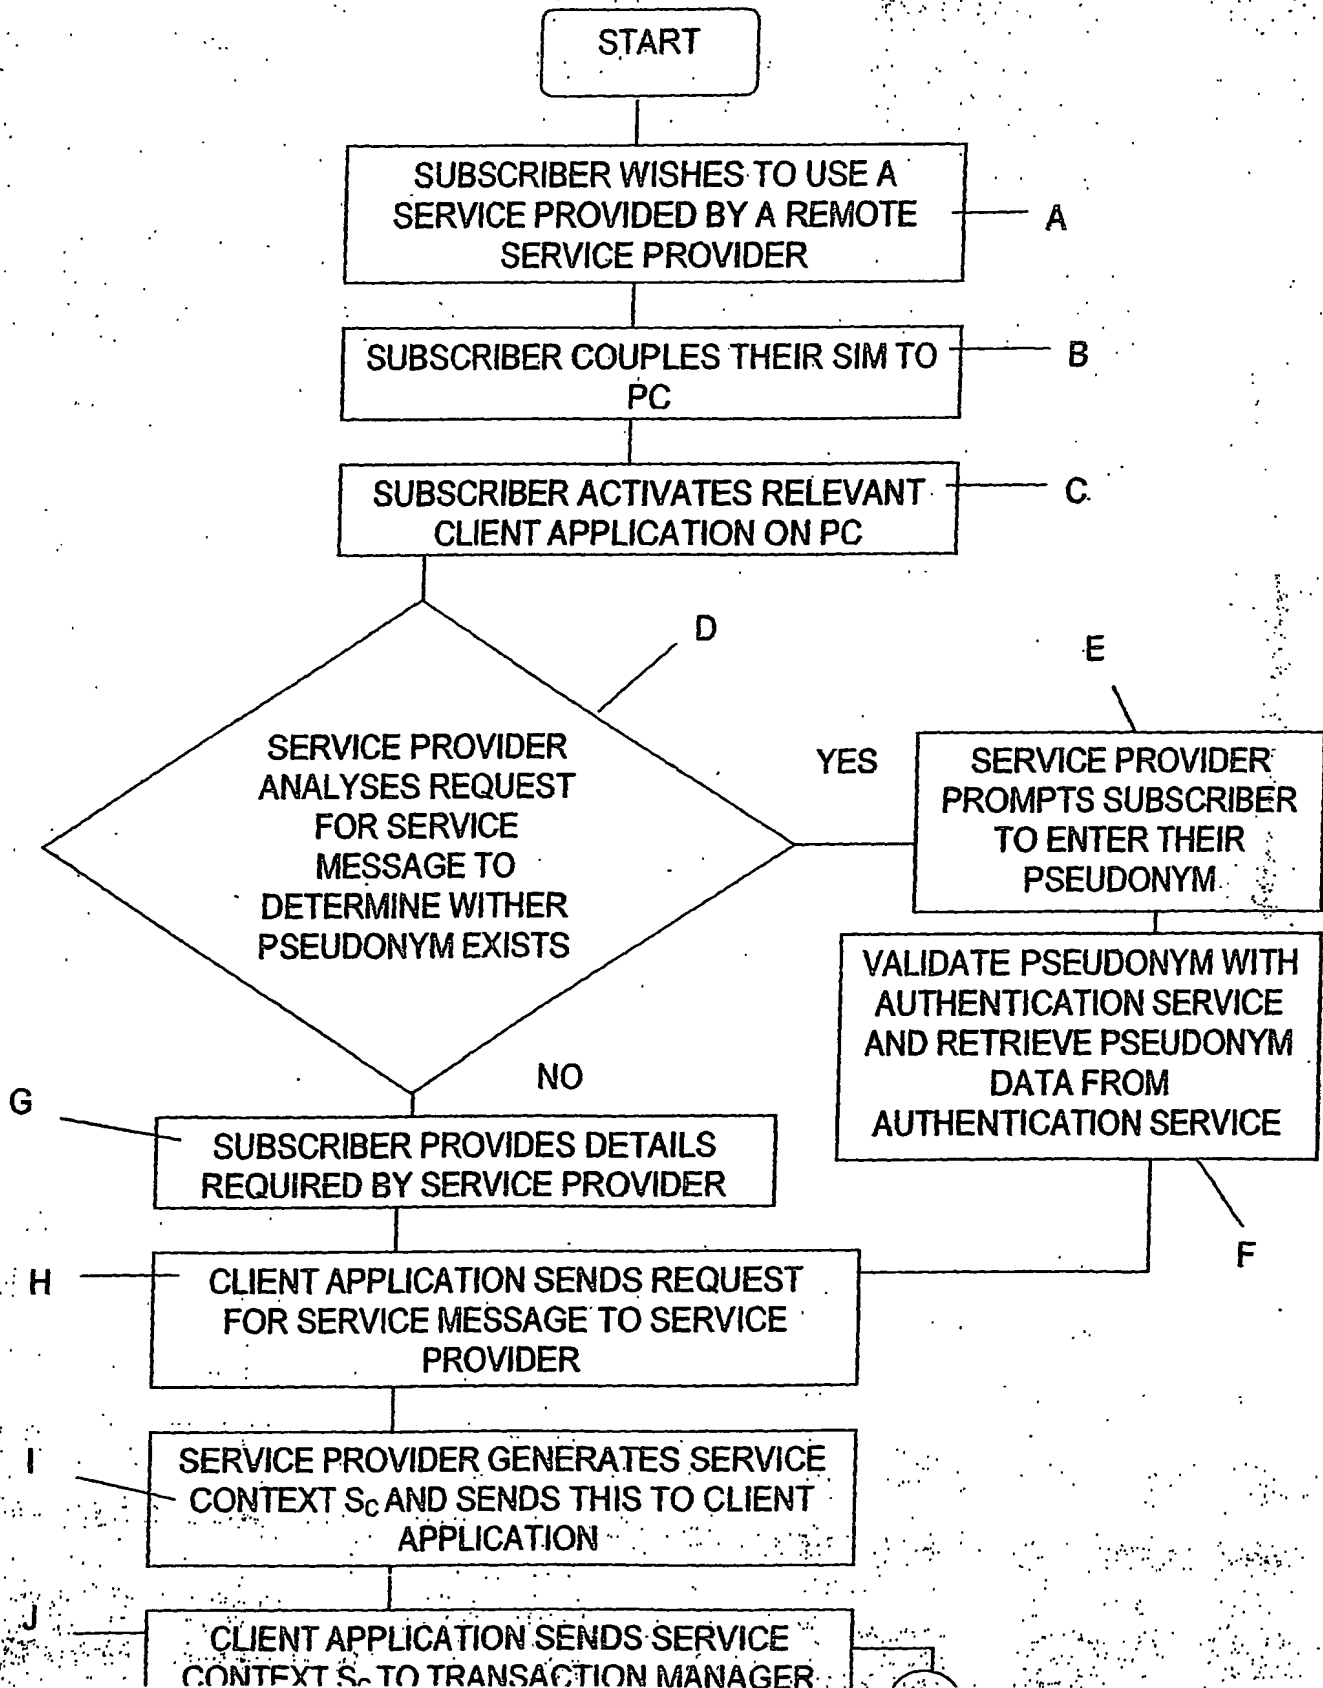 START
SUBSCRIBER WISHES TO USE A
SERVICE PROVIDED BY A REMOTE
SERVICE PROVIDER
A
SUBSCRIBER COUPLES THEIR SIM TO
PC
B
SUBSCRIBER ACTIVATES RELEVANT
CLIENT APPLICATION ON PC
C
D
SERVICE PROVIDER
ANALYSES REQUEST
FOR SERVICE
MESSAGE TO
DETERMINE WITHER
PSEUDONYM EXISTS
YES
E
SERVICE PROVIDER
PROMPTS SUBSCRIBER
TO ENTER THEIR
PSEUDONYM
VALIDATE PSEUDONYM WITH
AUTHENTICATION SERVICE
AND RETRIEVE PSEUDONYM
DATA FROM
AUTHENTICATION SERVICE
F
NO
G
SUBSCRIBER PROVIDES DETAILS
REQUIRED BY SERVICE PROVIDER
H
CLIENT APPLICATION SENDS REQUEST
FOR SERVICE MESSAGE TO SERVICE
PROVIDER
I
SERVICE PROVIDER GENERATES SERVICE
CONTEXT SC AND SENDS THIS TO CLIENT
APPLICATION
J
CLIENT APPLICATION SENDS SERVICE
CONTEXT SC TO TRANSACTION MANAGER